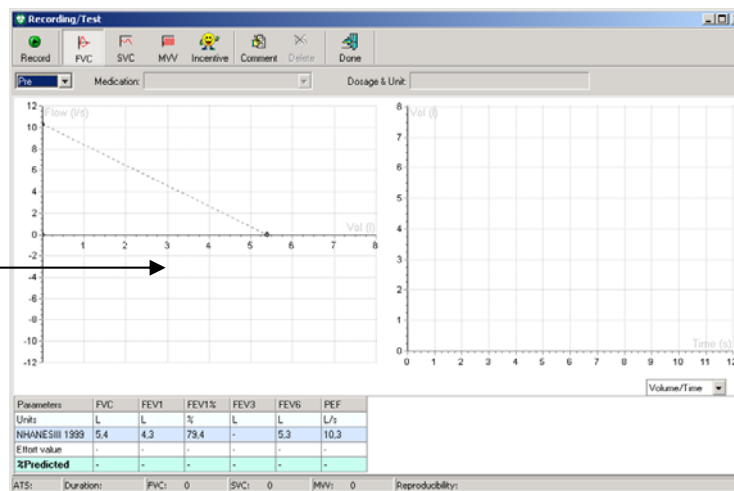 Recording/Test
Record FVC SVC MVV Incentive Comment Delete Done
Pre Medication: Dosage & Unit:
12 Flow (l/s)
10
8
6
4
2
0 Vol (l)
1 2 3 4 5 6 7 8
-2
-4
-6
-8
-10
-12
8 Vol (l)
7
6
5
4
3
2
1
0 Time (s)
0 1 2 3 4 5 6 7 8 9 10 11 12
Volume/Time
Parameters FVC FEV1 FEV1% FEV3 FEV6 PEF
Units L L % L L L/s
NHANESIII 1999 5,4 4,3 79,4 - 5,3 10,3
Effort value - - - - - -
%Predicted - - - - - -
ATS: Duration: FVC: 0 SVC: 0 MVV: 0 Reproducibility: